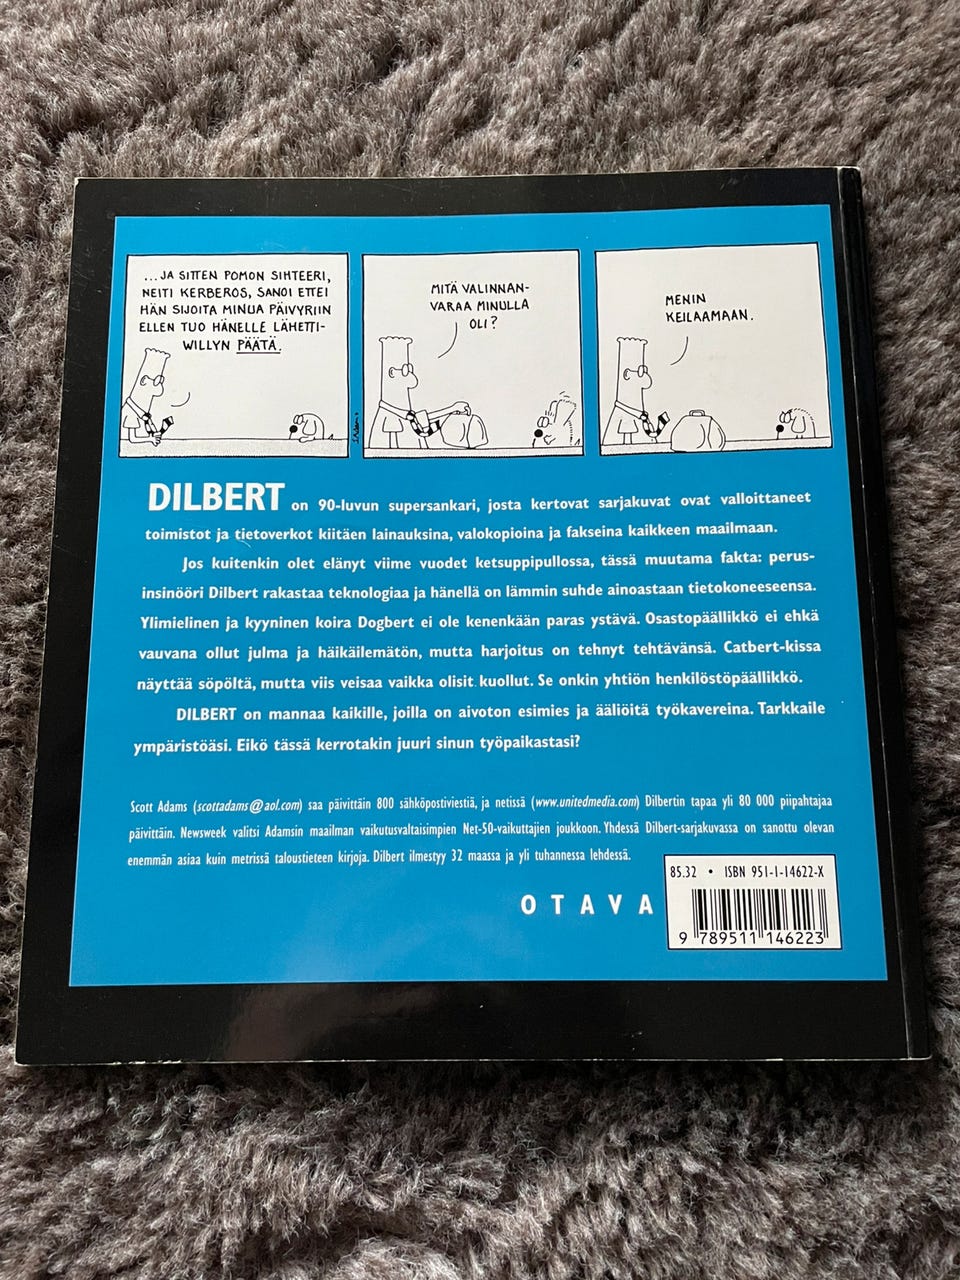 ...JA SITTEN POMON SIHTEERI,
NEITI KERBEROS, SANOI ETTEI
HÄN SIJOITA MINUA PÄIVYRIIN
ELLEN TUO HÄNELLE LÄHETTI-
WILLYN PÄÄTÄ.
S.Adams
MITÄ VALINNAN-
VARAA MINULLA
OLI?
MENIN
KEILAAMAAN.
DILBERT on 90-luvun supersankari, josta kertovat sarjakuvat ovat valloittaneet
toimistot ja tietoverkot kiitäen lainauksina, valokopioina ja fakseina kaikkeen maailmaan.
Jos kuitenkin olet elänyt viime vuodet ketsuppipullossa, tässä muutama fakta: perus-
insinööri Dilbert rakastaa teknologiaa ja hänellä on lämmin suhde ainoastaan tietokoneeseensa.
Ylimielinen ja kyyninen koira Dogbert ei ole kenenkään paras ystävä. Osastopäällikkö ei ehkä
vauvana ollut julma ja häikäilemätön, mutta harjoitus on tehnyt tehtävänsä. Catbert-kissa
näyttää söpöltä, mutta viis veisaa vaikka olisit kuollut. Se onkin yhtiön henkilöstöpäällikkö.
DILBERT on mannaa kaikille, joilla on aivoton esimies ja ääliöitä työkavereina. Tarkkaile
ympäristöäsi. Eikö tässä kerrotakin juuri sinun työpaikastasi?
Scott Adams (scottadams@aol.com) saa päivittäin 800 sähköpostiviestiä, ja netissä (www.unitedmedia.com) Dilbertin tapaa yli 80 000 piipahtajaa
päivittäin. Newsweek valitsi Adamsin maailman vaikutusvaltaisimpien Net-50-vaikuttajien joukkoon. Yhdessä Dilbert-sarjakuvassa on sanottu olevan
enemmän asiaa kuin metrissä taloustieteen kirjoja. Dilbert ilmestyy 32 maassa ja yli tuhannessa lehdessä.
OTAVA
85.32 • ISBN 951-1-14622-X
9 789511 146223